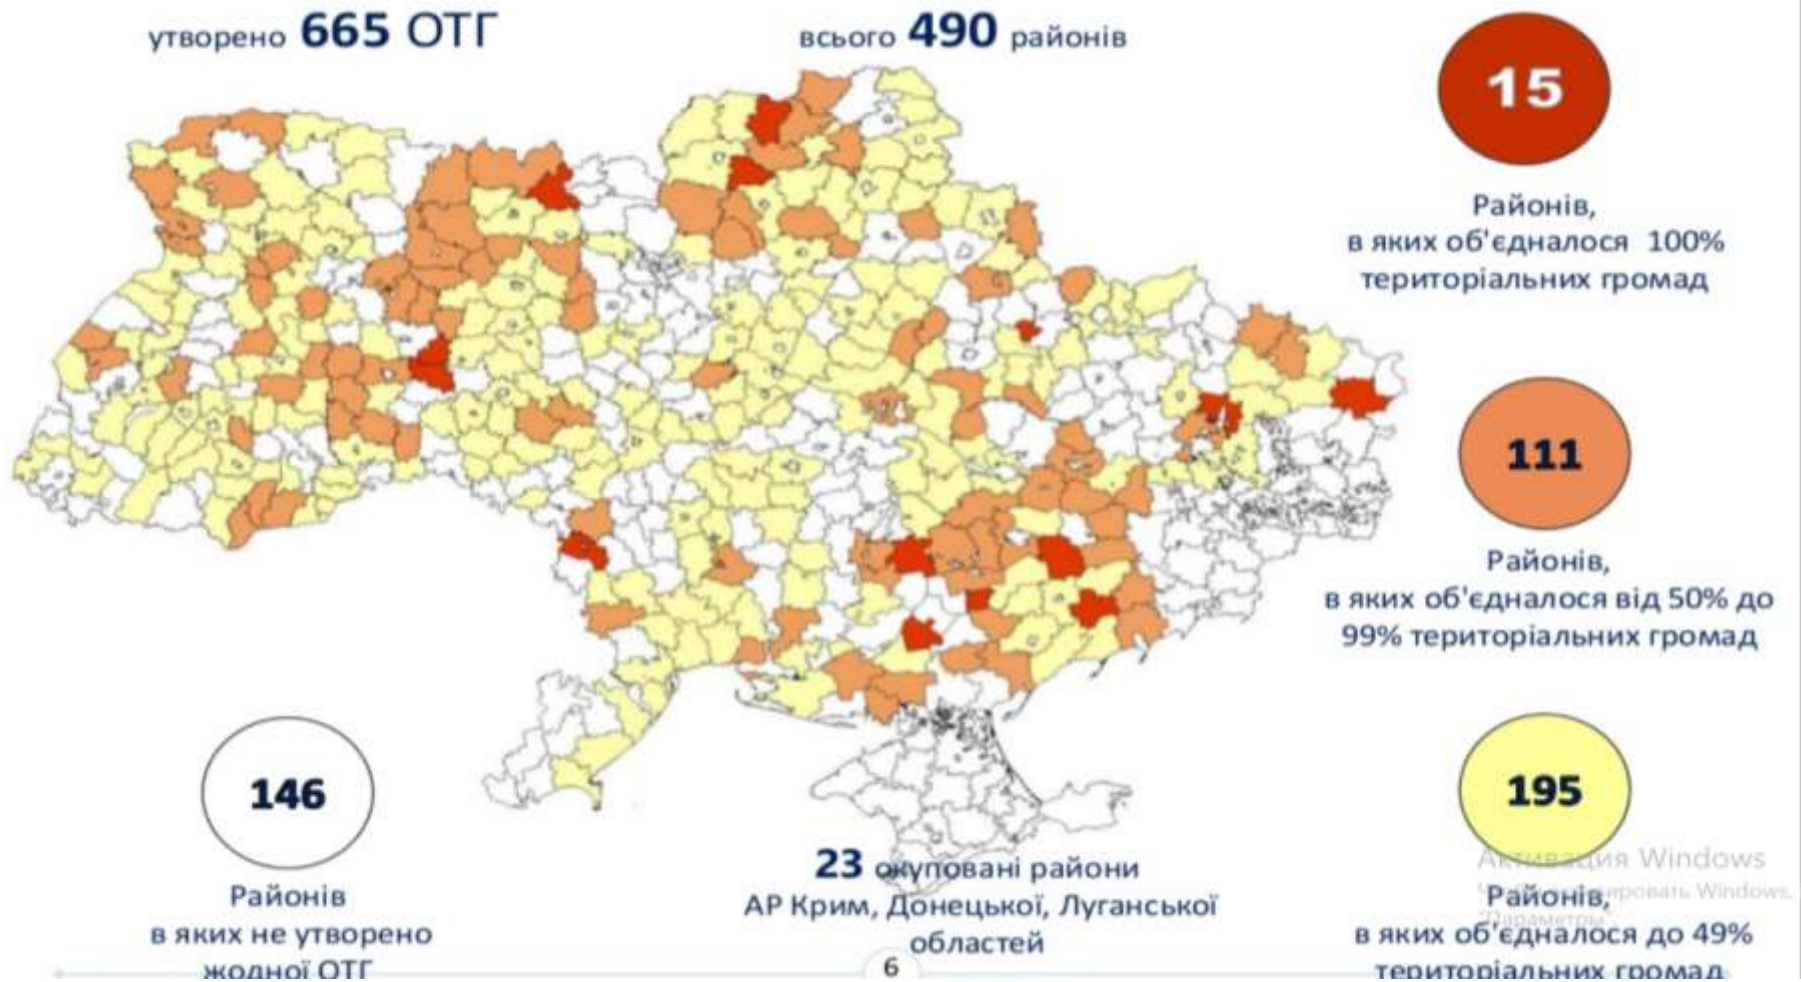 утворено 665 ОТГ
всього 490 районів
15
Районів,
в яких об'єдналося 100%
територіальних громад
111
Районів,
в яких об'єдналося від 50% до
99% територіальних громад
195
Активация Windows
Районів,
"Параметры".
в яких об'єдналося до 49%
територіальних громад
146
Районів
в яких не утворено
жодної ОТГ
23 окуповані райони
АР Крим, Донецької, Луганської
областей
6